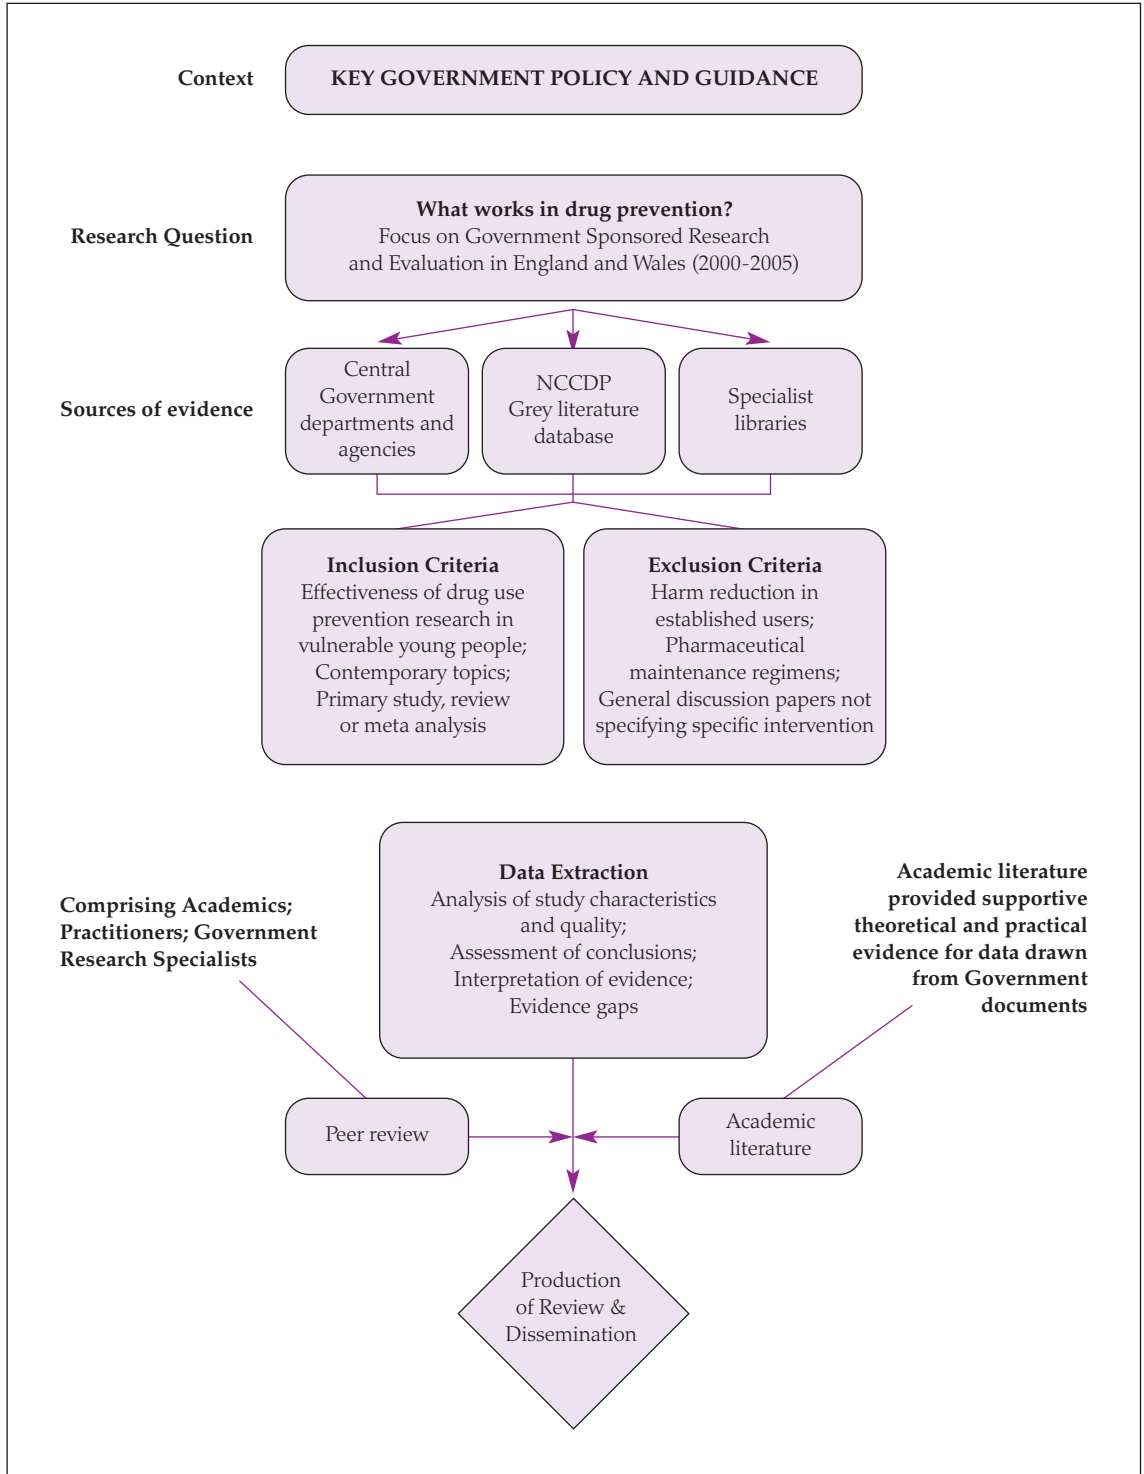 Context
KEY GOVERNMENT POLICY AND GUIDANCE
Research Question
What works in drug prevention?
Focus on Government Sponsored Research
and Evaluation in England and Wales (2000-2005)
Sources of evidence
Central
Government
departments and
agencies
NCCDP
Grey literature
database
Specialist
libraries
Inclusion Criteria
Effectiveness of drug use
prevention research in
vulnerable young people;
Contemporary topics;
Primary study, review
or meta analysis
Exclusion Criteria
Harm reduction in
established users;
Pharmaceutical
maintenance regimens;
General discussion papers not
specifying specific intervention
Comprising Academics;
Practitioners; Government
Research Specialists
Data Extraction
Analysis of study characteristics
and quality;
Assessment of conclusions;
Interpretation of evidence;
Evidence gaps
Academic literature
provided supportive
theoretical and practical
evidence for data drawn
from Government
documents
Peer review
Academic
literature
Production
of Review &
Dissemination